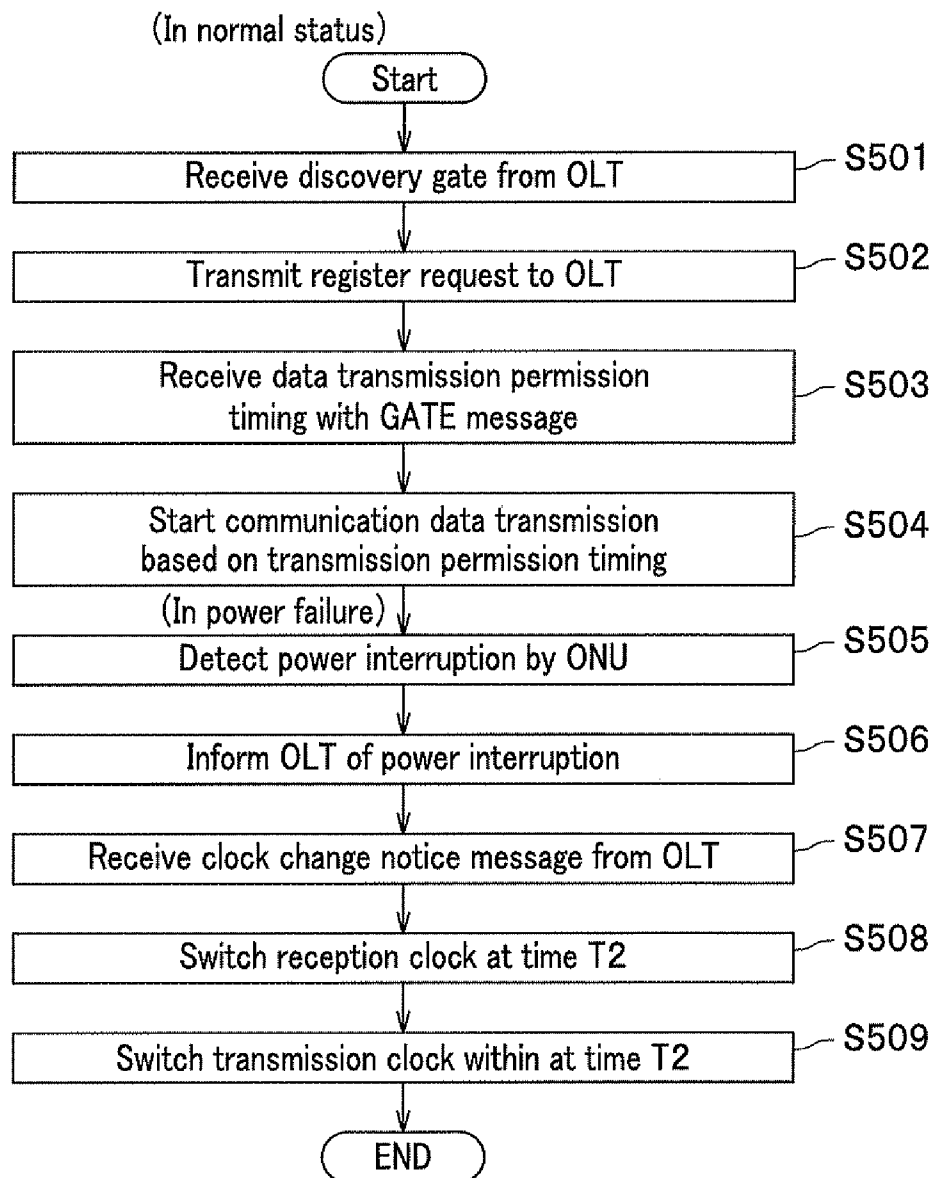 (In normal status)
Start
Receive discovery gate from OLT
S501
Transmit register request to OLT
S502
Receive data transmission permission
timing with GATE message
S503
Start communication data transmission
based on transmission permission timing
S504
(In power failure)
Detect power interruption by ONU
S505
Inform OLT of power interruption
S506
Receive clock change notice message from OLT
S507
Switch reception clock at time T2
S508
Switch transmission clock within at time T2
S509
END